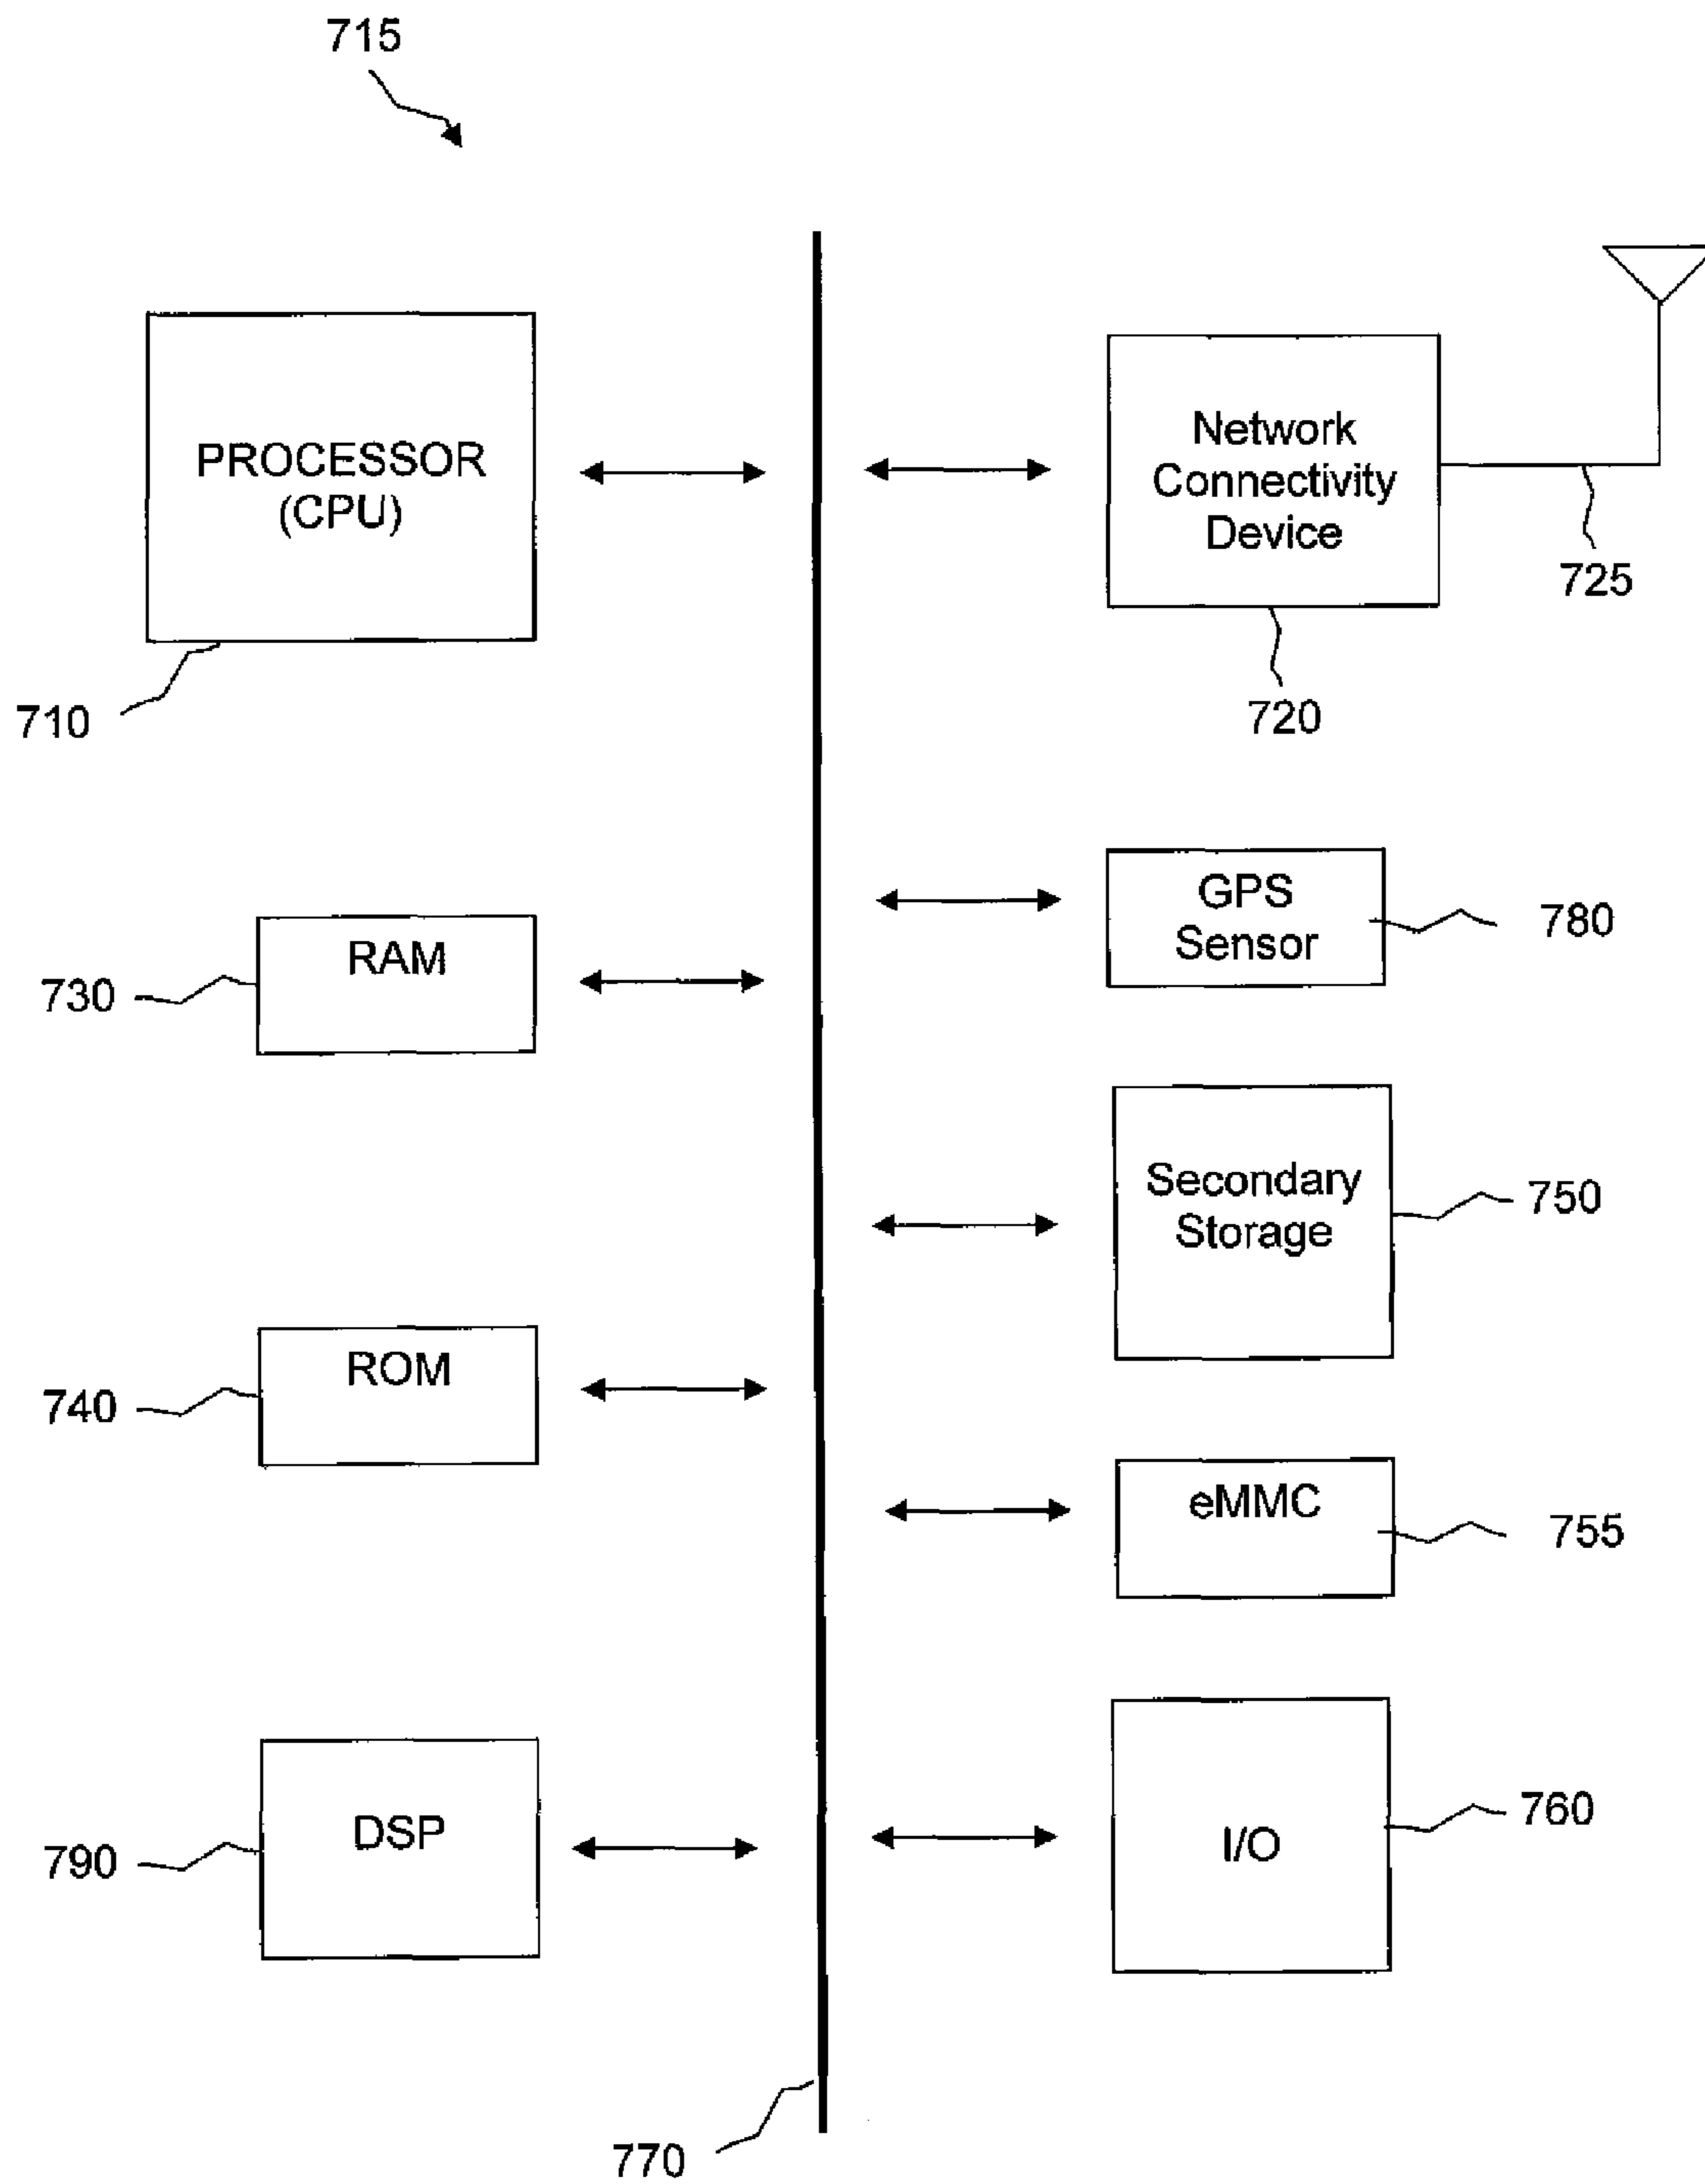 715
PROCESSOR
(CPU)
710
Network
Connectivity
Device
725
720
GPS
Sensor
780
RAM
730
Secondary
Storage
750
ROM
740
eMMC
755
DSP
790
I/O
760
770